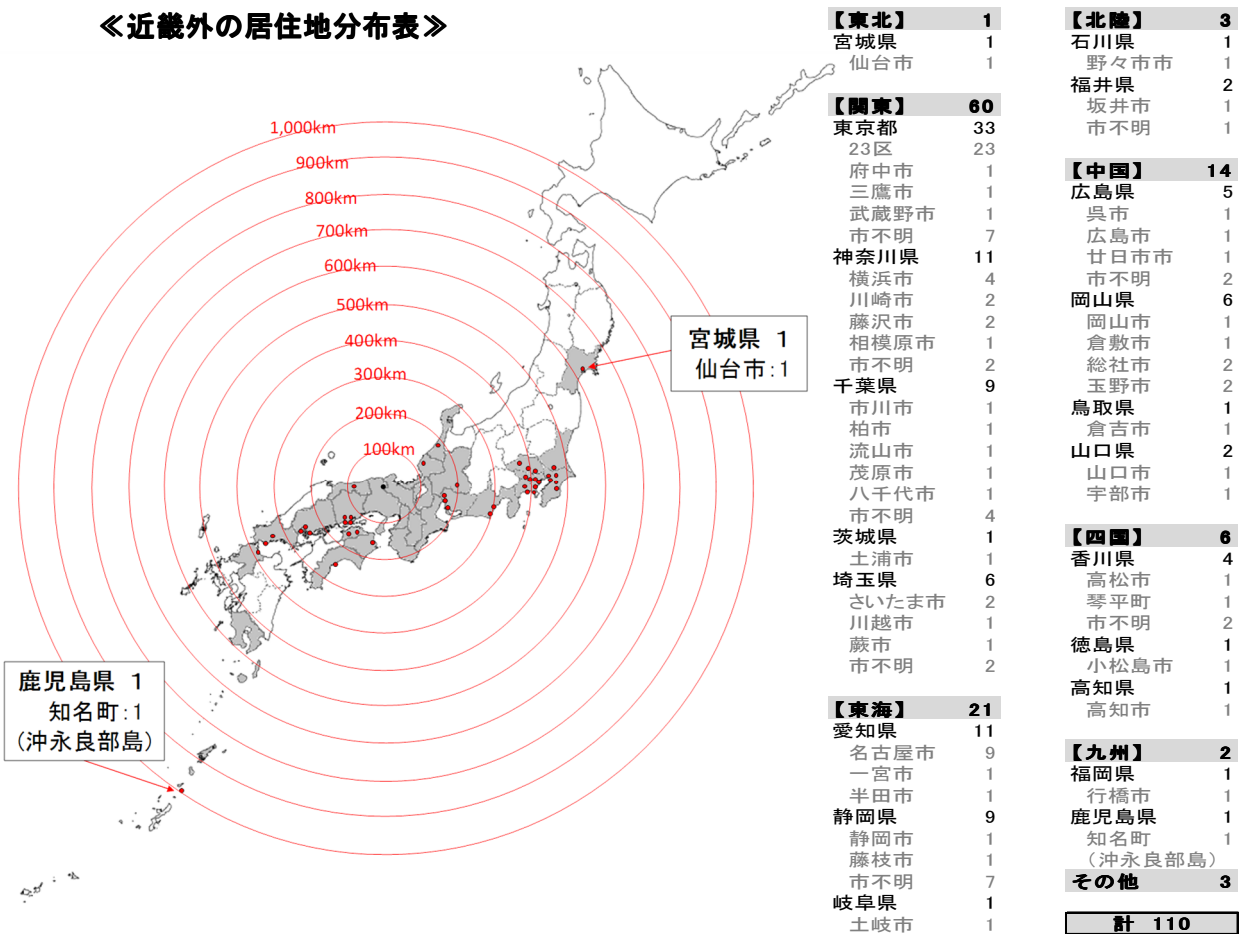 ≪近畿外の居住地分布表≫
1,000km
900km
800km
700km
600km
500km
400km
300km
200km
100km
宮城県 1
仙台市:1
鹿児島県 1
知名町:1
(沖永良部島)
【東北】 1
宮城県 1
仙台市 1
【関東】 60
東京都 33
23区 23
府中市 1
三鷹市 1
武蔵野市 1
市不明 7
神奈川県 11
横浜市 4
川崎市 2
藤沢市 2
相模原市 1
市不明 2
千葉県 9
市川市 1
柏市 1
流山市 1
茂原市 1
八千代市 1
市不明 4
茨城県 1
土浦市 1
埼玉県 6
さいたま市 2
川越市 1
蕨市 1
市不明 2
【東海】 21
愛知県 11
名古屋市 9
一宮市 1
半田市 1
静岡県 9
静岡市 1
藤枝市 1
市不明 7
岐阜県 1
土岐市 1
【北陸】 3
石川県 1
野々市市 1
福井県 2
坂井市 1
市不明 1
【中国】 14
広島県 5
呉市 1
広島市 1
廿日市市 1
市不明 2
岡山県 6
岡山市 1
倉敷市 1
総社市 2
玉野市 2
鳥取県 1
倉吉市 1
山口県 2
山口市 1
宇部市 1
【四国】 6
香川県 4
高松市 1
琴平町 1
市不明 2
徳島県 1
小松島市 1
高知県 1
高知市 1
【九州】 2
福岡県 1
行橋市 1
鹿児島県 1
知名町 1
(沖永良部島)
その他 3
計 110